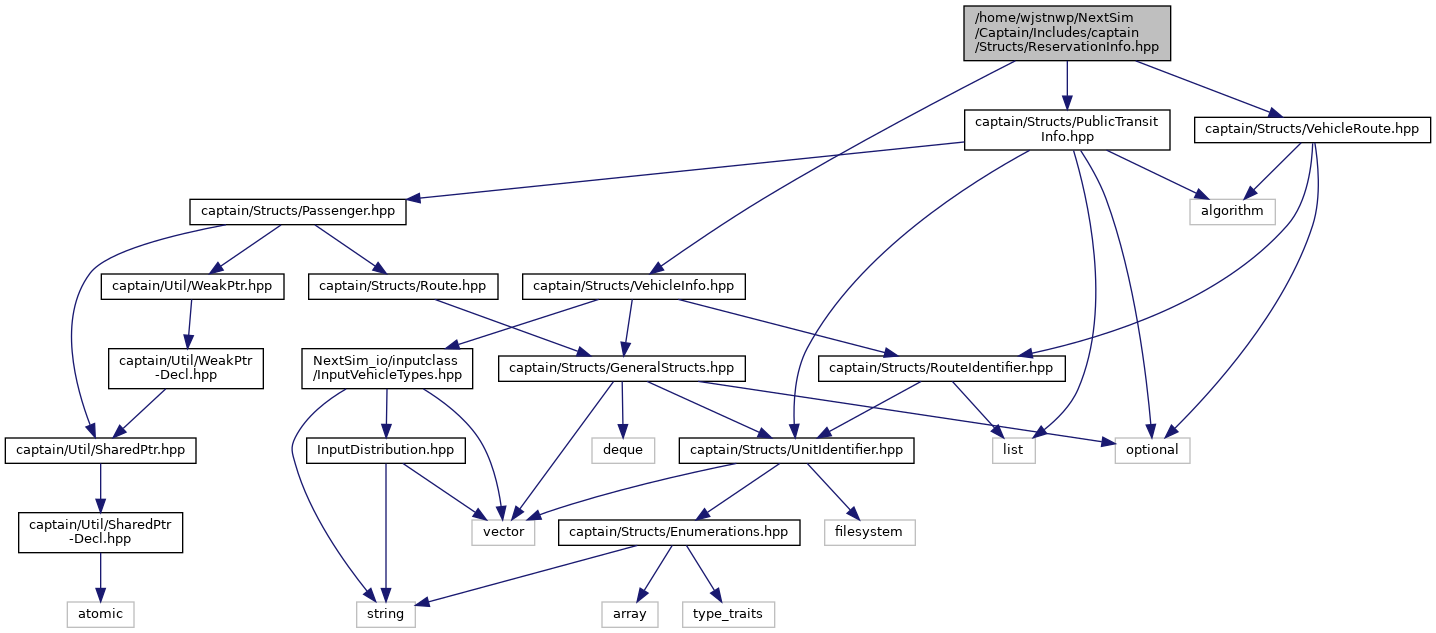 /home/wjstnwp/NextSim
/Captain/Includes/captain
/Structs/ReservationInfo.hpp
captain/Structs/PublicTransit
Info.hpp
captain/Structs/VehicleRoute.hpp
captain/Structs/Passenger.hpp
algorithm
captain/Util/WeakPtr.hpp
captain/Structs/Route.hpp
captain/Structs/VehicleInfo.hpp
captain/Util/WeakPtr
-Decl.hpp
NextSim_io/inputclass
/InputVehicleTypes.hpp
captain/Structs/GeneralStructs.hpp
captain/Structs/RouteIdentifier.hpp
captain/Util/SharedPtr.hpp
InputDistribution.hpp
deque
captain/Structs/UnitIdentifier.hpp
list
optional
captain/Util/SharedPtr
-Decl.hpp
vector
captain/Structs/Enumerations.hpp
filesystem
atomic
string
array
type_traits